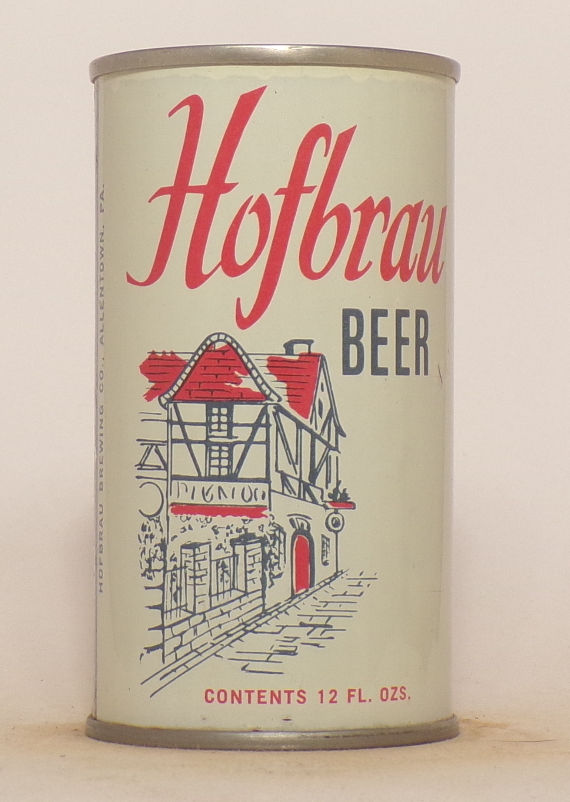 Hofbrau
BEER
CONTENTS 12 FL. OZS.
HOFBRAU BREWING CO., ALLENTOWN, PA.